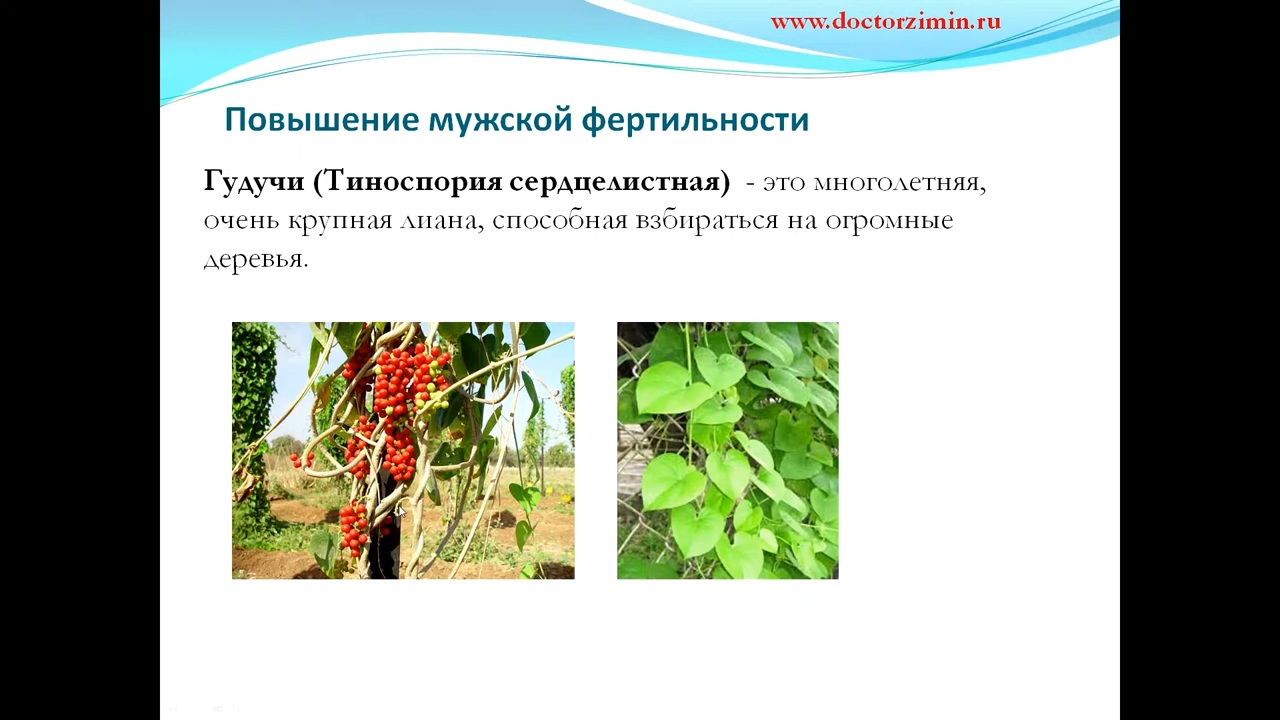 www.doctorzimin.ru
Повышение мужской фертильности
Гудучи (Тиноспория сердцелистная)  - это многолетняя,
очень крупная лиана, способная взбираться на огромные
деревья.